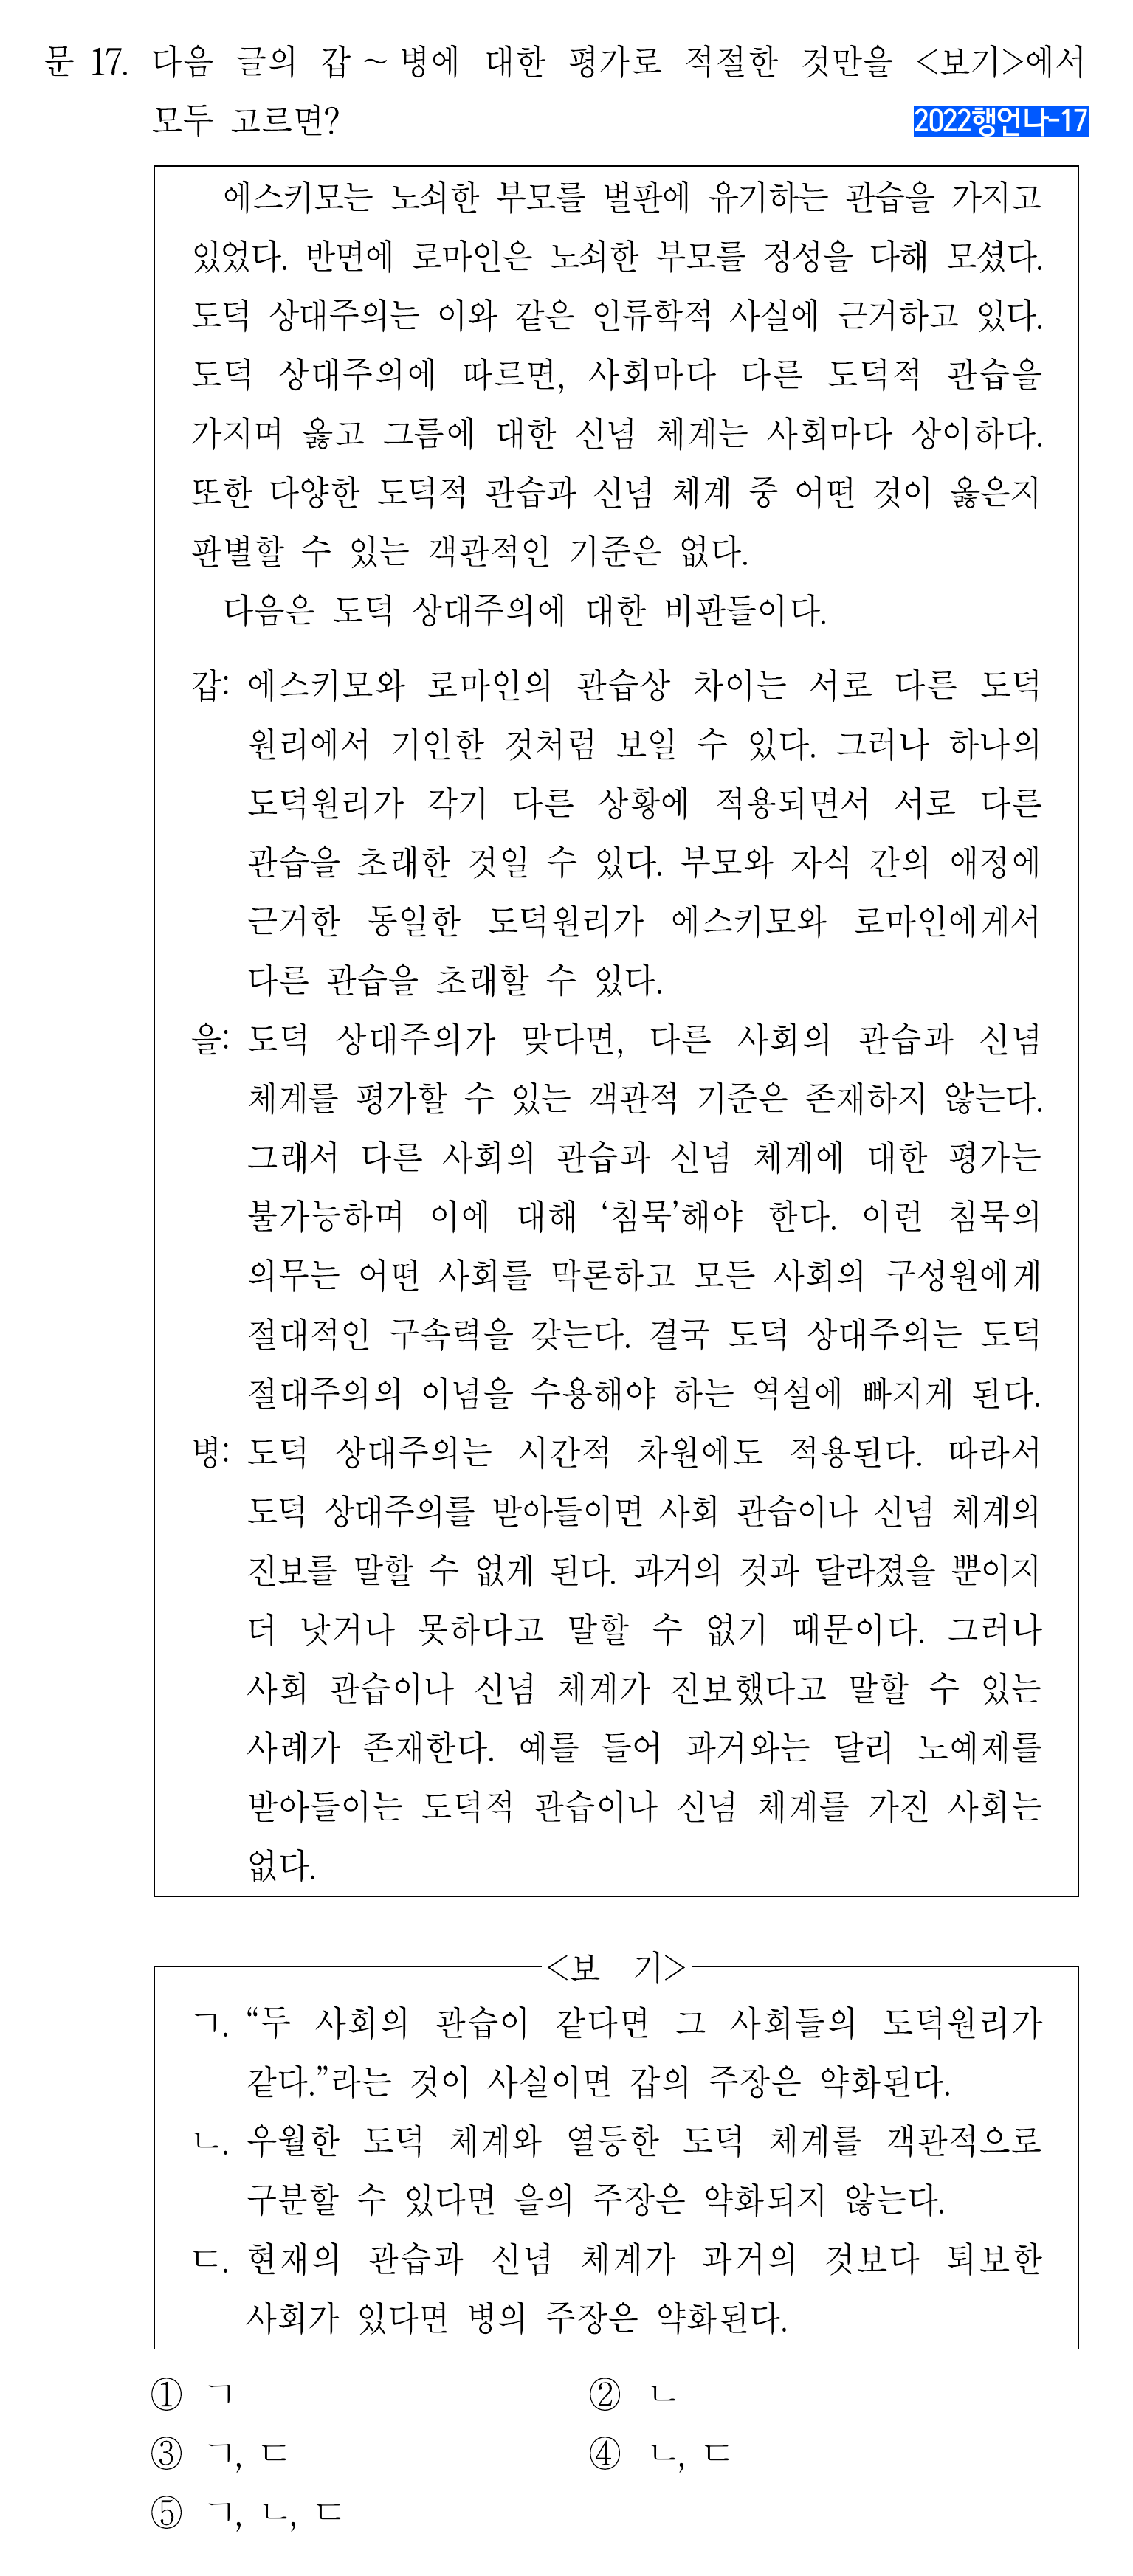 문 17. 다음 글의 갑 ~ 병에 대한 평가로 적절한 것만을 <보기>에서
모두 고르면?
2022행언나-17
에스키모는 노쇠한 부모를 벌판에 유기하는 관습을 가지고
있었다. 반면에 로마인은 노쇠한 부모를 정성을 다해 모셨다.
도덕 상대주의는 이와 같은 인류학적 사실에 근거하고 있다.
도덕 상대주의에 따르면, 사회마다 다른 도덕적 관습을
가지며 옳고 그름에 대한 신념 체계는 사회마다 상이하다.
또한 다양한 도덕적 관습과 신념 체계 중 어떤 것이 옳은지
판별할 수 있는 객관적인 기준은 없다.
다음은 도덕 상대주의에 대한 비판들이다.
갑: 에스키모와 로마인의 관습상 차이는 서로 다른 도덕
원리에서 기인한 것처럼 보일 수 있다. 그러나 하나의
도덕원리가 각기 다른 상황에 적용되면서 서로 다른
관습을 초래한 것일 수 있다. 부모와 자식 간의 애정에
근거한 동일한 도덕원리가 에스키모와 로마인에게서
다른 관습을 초래할 수 있다.
을: 도덕 상대주의가 맞다면, 다른 사회의 관습과 신념
체계를 평가할 수 있는 객관적 기준은 존재하지 않는다.
그래서 다른 사회의 관습과 신념 체계에 대한 평가는
불가능하며 이에 대해 ‘침묵’해야 한다. 이런 침묵의
의무는 어떤 사회를 막론하고 모든 사회의 구성원에게
절대적인 구속력을 갖는다. 결국 도덕 상대주의는 도덕
절대주의의 이념을 수용해야 하는 역설에 빠지게 된다.
병: 도덕 상대주의는 시간적 차원에도 적용된다. 따라서
도덕 상대주의를 받아들이면 사회 관습이나 신념 체계의
진보를 말할 수 없게 된다. 과거의 것과 달라졌을 뿐이지
더 낫거나 못하다고 말할 수 없기 때문이다. 그러나
사회 관습이나 신념 체계가 진보했다고 말할 수 있는
사례가 존재한다. 예를 들어 과거와는 달리 노예제를
받아들이는 도덕적 관습이나 신념 체계를 가진 사회는
없다.
<보 기>
ㄱ. “두 사회의 관습이 같다면 그 사회들의 도덕원리가
같다.”라는 것이 사실이면 갑의 주장은 약화된다.
ㄴ. 우월한 도덕 체계와 열등한 도덕 체계를 객관적으로
구분할 수 있다면 을의 주장은 약화되지 않는다.
ㄷ. 현재의 관습과 신념 체계가 과거의 것보다 퇴보한
사회가 있다면 병의 주장은 약화된다.
① ㄱ ② ㄴ
③ ㄱ, ㄷ ④ ㄴ, ㄷ
⑤ ㄱ, ㄴ, ㄷ